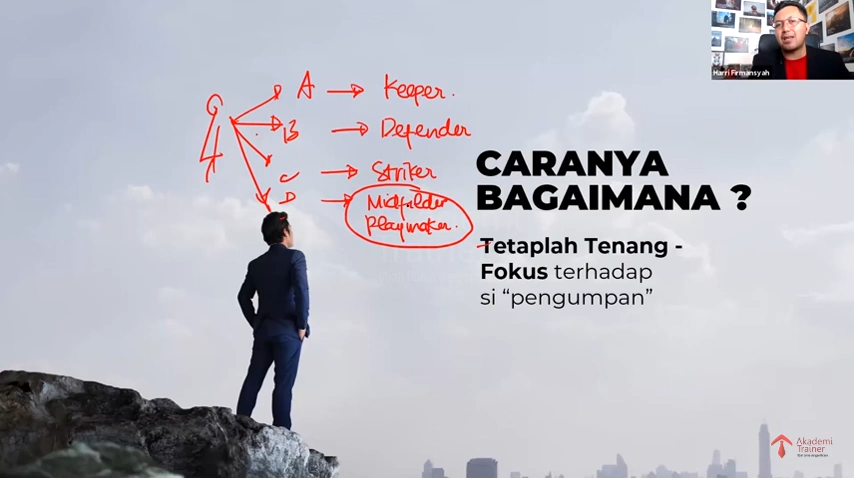 Harri Firmansyah
A → Keeper.
B → Defender
C → Striker
D → Midfielder
Playmaker.
CARANYA
BAGAIMANA ?
Tetaplah Tenang -
Fokus terhadap
si “pengumpan”
Akademi
Trainer